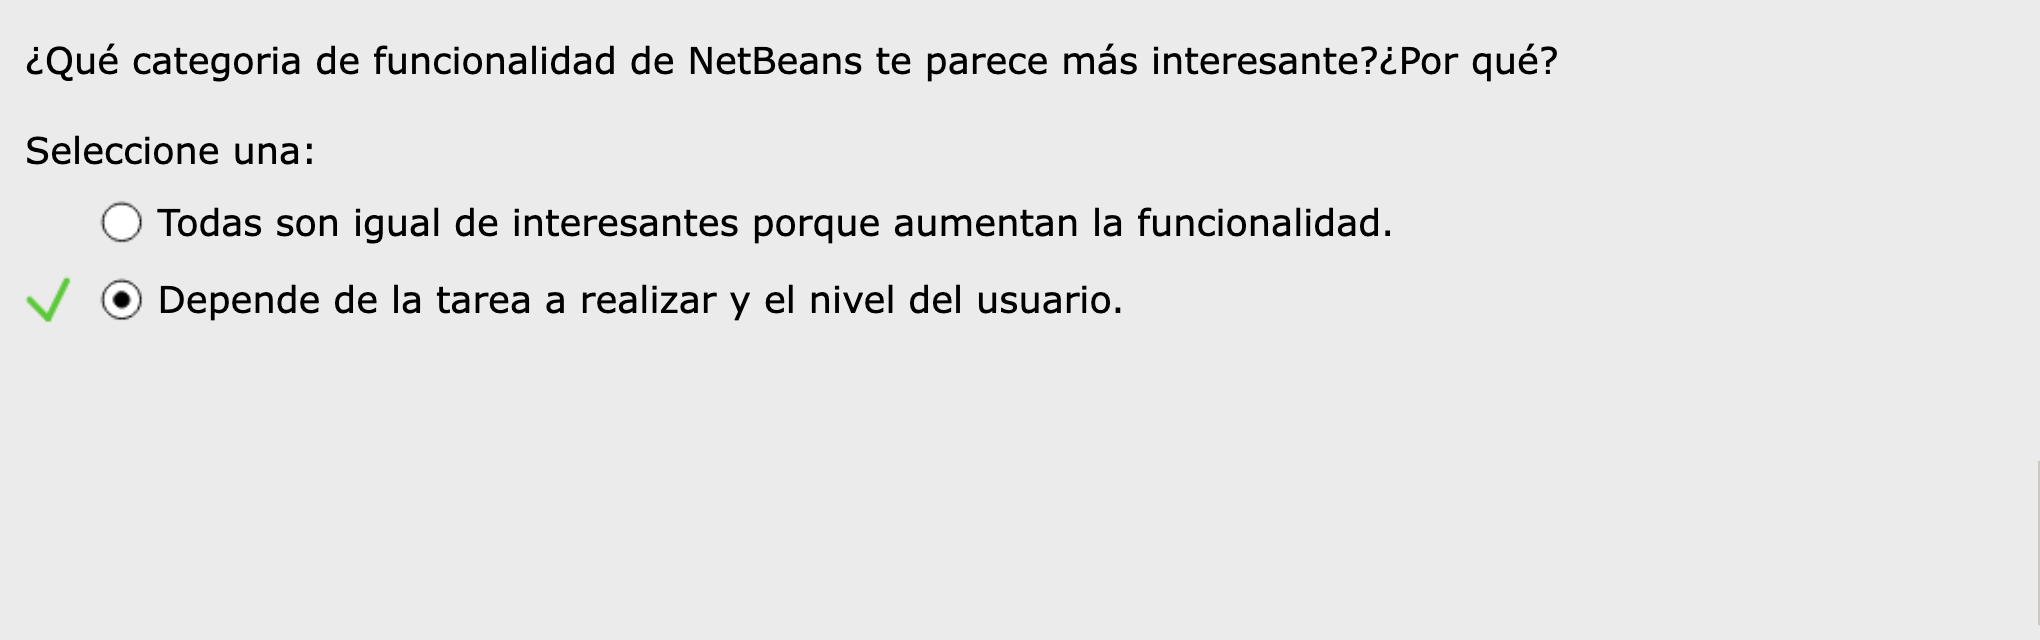 ¿Qué categoria de funcionalidad de NetBeans te parece más interesante?¿Por qué?
Seleccione una:
Todas son igual de interesantes porque aumentan la funcionalidad.
Depende de la tarea a realizar y el nivel del usuario.